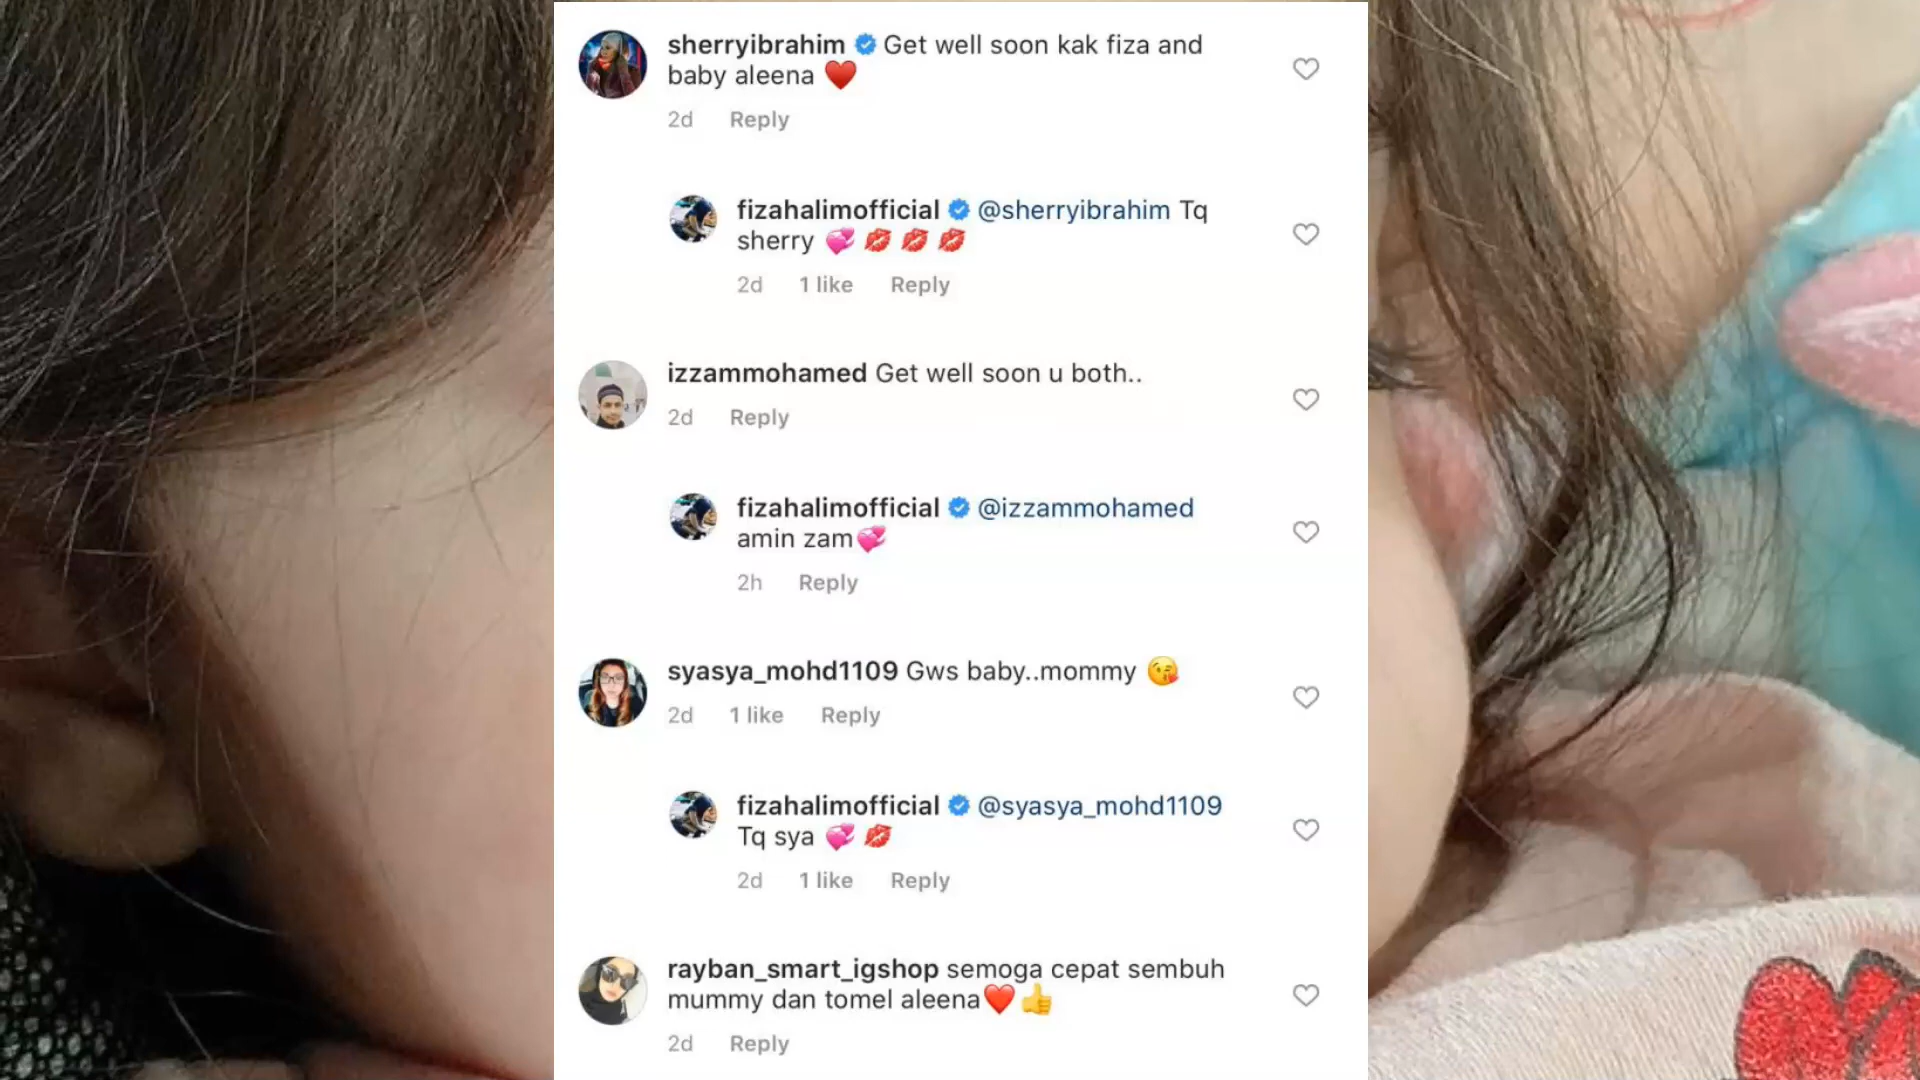 sherryibrahim Get well soon kak fiza and
baby aleena ❤️
2d Reply
fizahalimofficial @sherryibrahim Tq
sherry 💞 💋 💋 💋
2d 1 like Reply
izzammohamed Get well soon u both..
2d Reply
fizahalimofficial @izzammohamed
amin zam💞
2h Reply
syasya_mohd1109 Gws baby..mommy 😘
2d 1 like Reply
fizahalimofficial @syasya_mohd1109
Tq sya 💞 💋
2d 1 like Reply
rayban_smart_igshop semoga cepat sembuh
mummy dan tomel aleena❤️👍
2d Reply